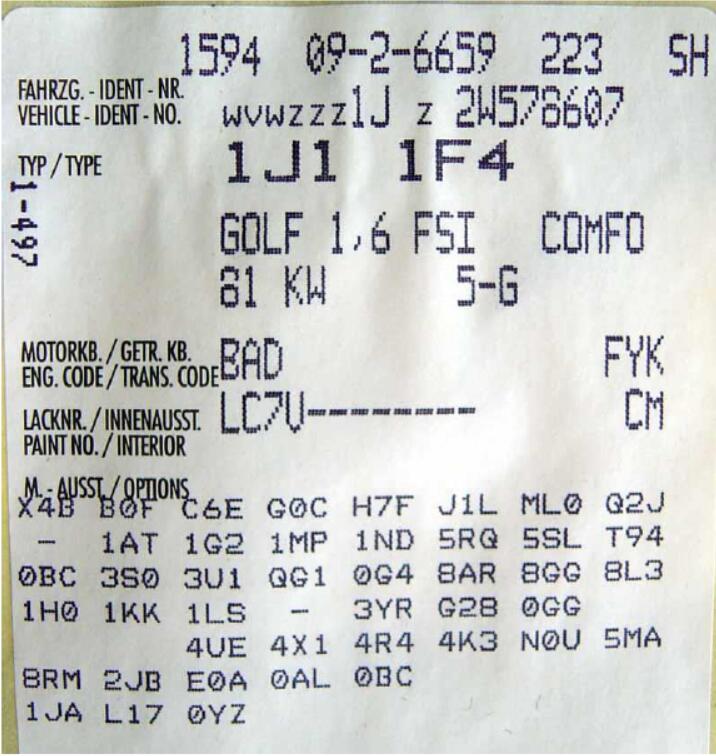 1594 09-2-6659 223 SH
FAHRZG. - IDENT - NR.
VEHICLE - IDENT - NO. WVWZZZ1J Z 2W578607
TYP / TYPE 1J1 1F4
1-497
GOLF 1,6 FSI COMFO
81 KW 5-G
MOTORKB. / GETR. KB. BAD FYK
ENG. CODE / TRANS. CODE
LACKNR. / INNENAUSST. LC7V-------- CM
PAINT NO. / INTERIOR
M. - AUSST. / OPTIONS
X4B B0F C6E G0C H7F J1L ML0 Q2J
- 1AT 1G2 1MP 1ND 5RQ 5SL T94
0BC 3S0 3U1 QG1 0G4 8AR 8GG 8L3
1H0 1KK 1LS - 3YR G28 0GG
4UE 4X1 4R4 4K3 N0U 5MA
8RM 2JB E0A 0AL 0BC
1JA L17 0YZ